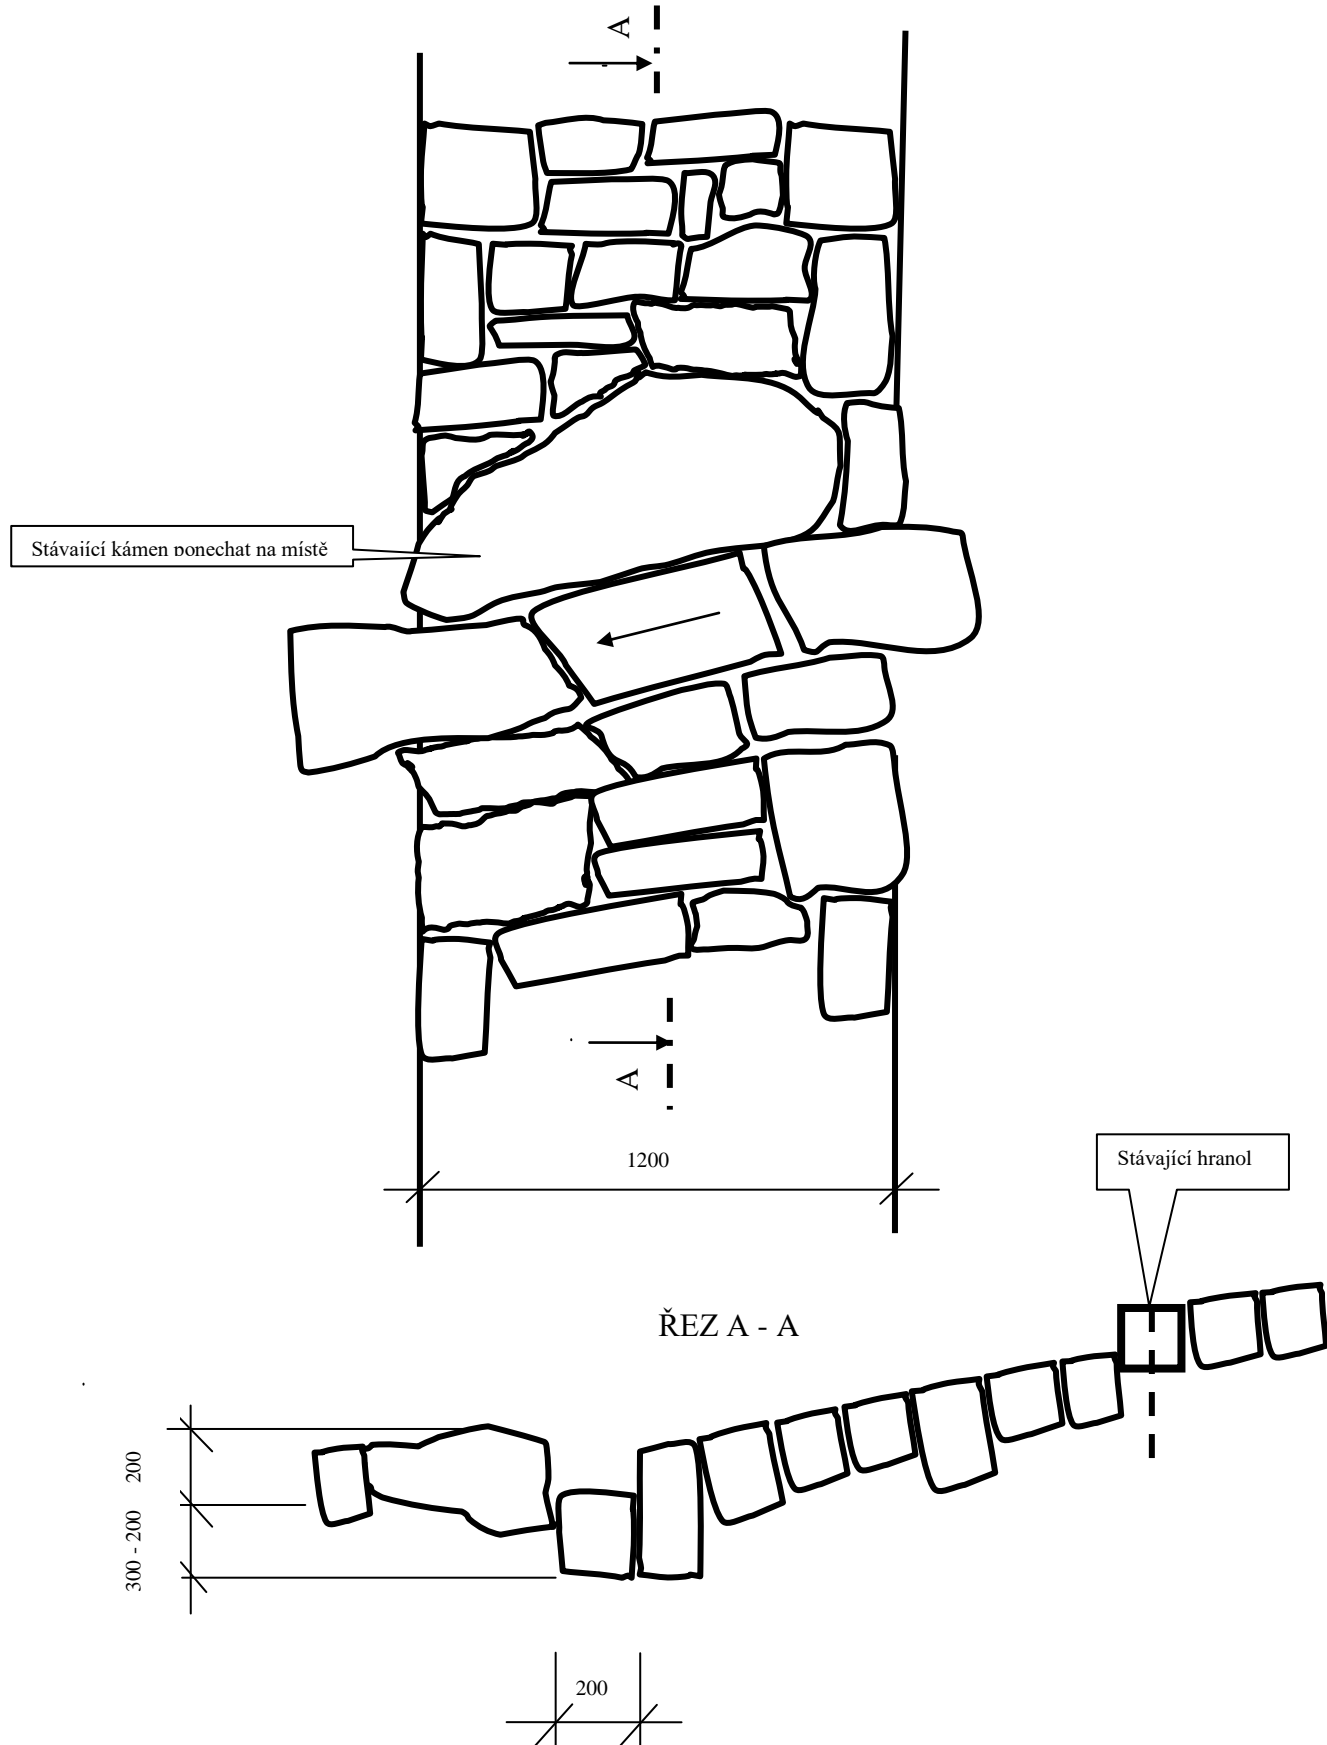 A
Stávající kámen ponechat na místě
A
1200
Stávající hranol
ŘEZ A - A
200
300 - 200
200